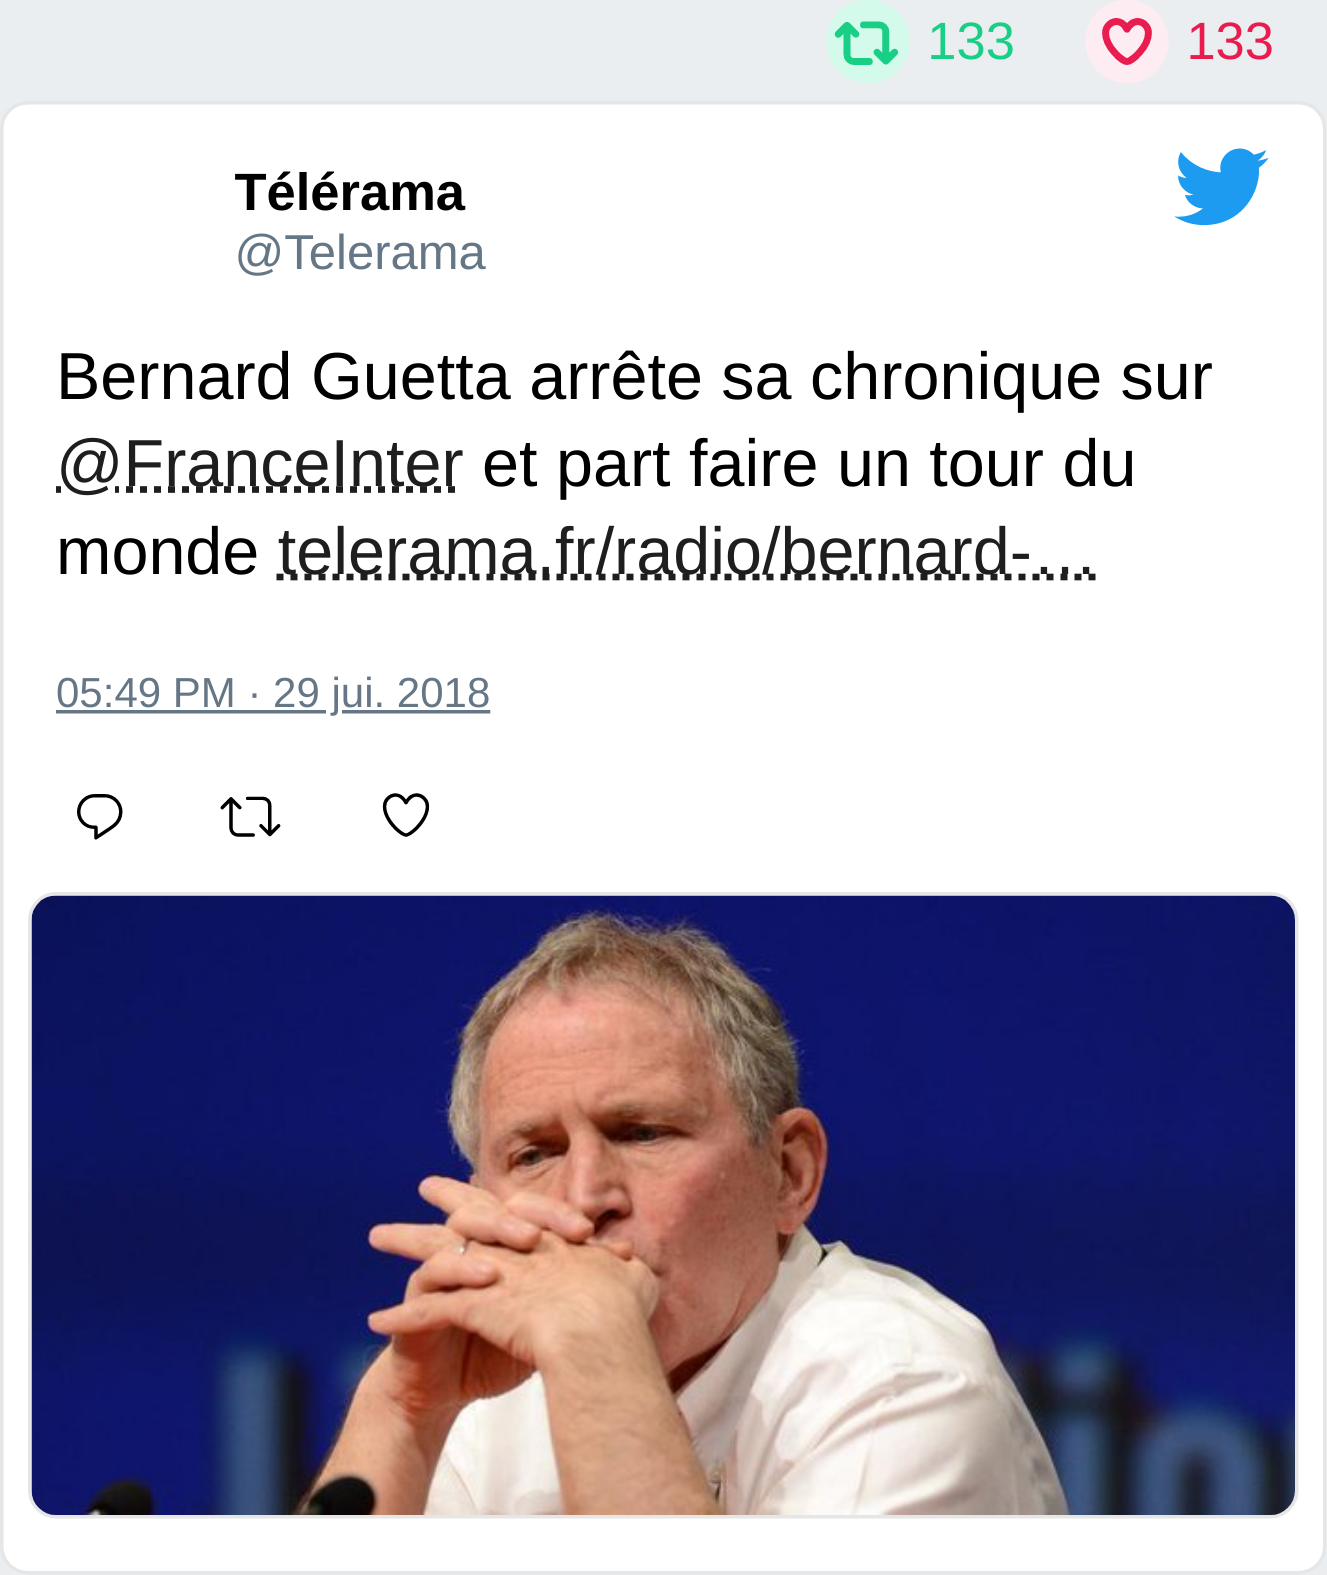 133 133
Télérama
@Telerama
Bernard Guetta arrête sa chronique sur
@FranceInter et part faire un tour du
monde telerama.fr/radio/bernard-…
05:49 PM · 29 jui. 2018